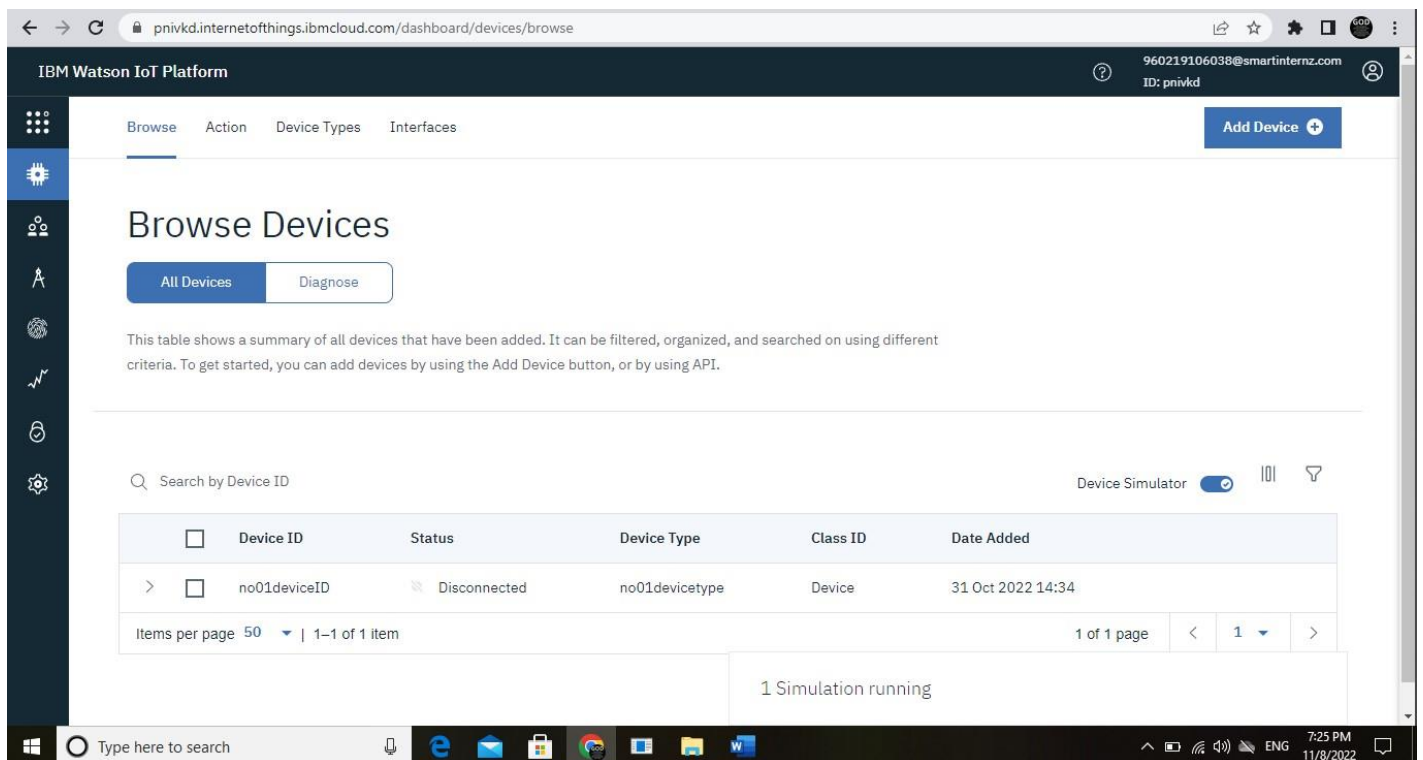 pnivkd.internetofthings.ibmcloud.com/dashboard/devices/browse
GOD
IBM Watson IoT Platform
960219106038@smartinternz.com
ID: pnivkd
Browse Action Device Types Interfaces
Add Device
Browse Devices
All Devices Diagnose
This table shows a summary of all devices that have been added. It can be filtered, organized, and searched on using different
criteria. To get started, you can add devices by using the Add Device button, or by using API.
Search by Device ID
Device Simulator
Device ID Status Device Type Class ID Date Added
no01deviceID Disconnected no01devicetype Device 31 Oct 2022 14:34
Items per page 50 | 1–1 of 1 item 1 of 1 page < 1 >
1 Simulation running
Type here to search
ENG
7:25 PM
11/8/2022